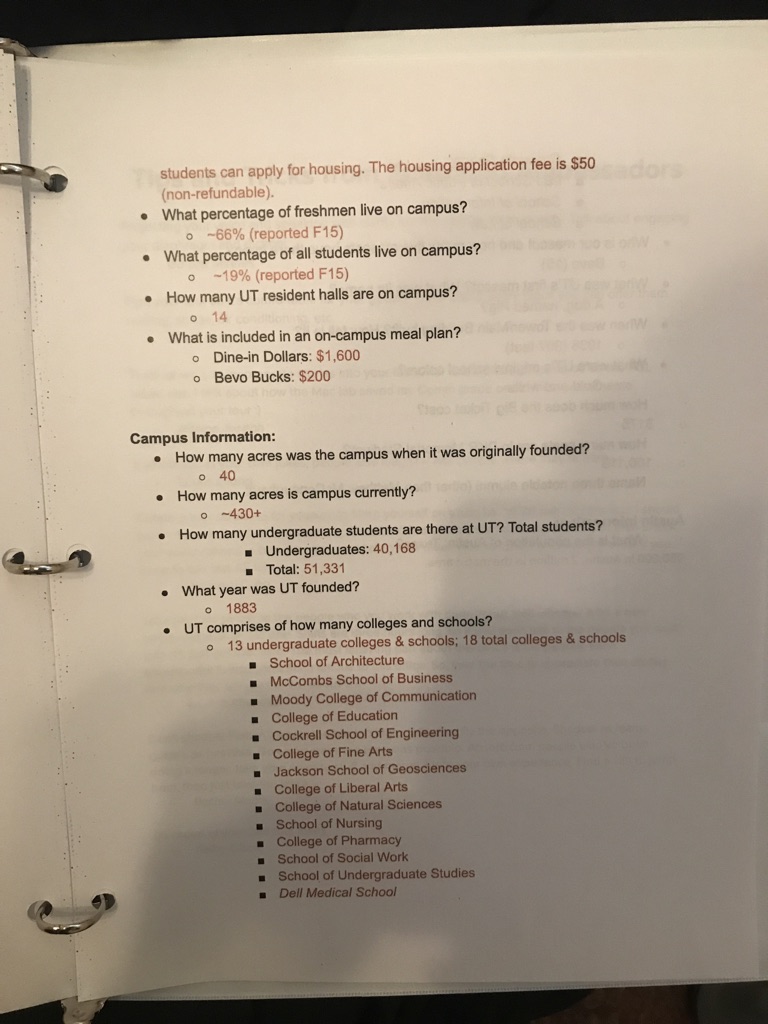 students can apply for housing. The housing application fee is $50
(non-refundable).
• What percentage of freshmen live on campus?
o ~66% (reported F15)
• What percentage of all students live on campus?
o ~19% (reported F15)
• How many UT resident halls are on campus?
o 14
• What is included in an on-campus meal plan?
o Dine-in Dollars: $1,600
o Bevo Bucks: $200
Campus Information:
• How many acres was the campus when it was originally founded?
o 40
• How many acres is campus currently?
o ~430+
• How many undergraduate students are there at UT? Total students?
▪ Undergraduates: 40,168
▪ Total: 51,331
• What year was UT founded?
o 1883
• UT comprises of how many colleges and schools?
o 13 undergraduate colleges & schools; 18 total colleges & schools
▪ School of Architecture
▪ McCombs School of Business
▪ Moody College of Communication
▪ College of Education
▪ Cockrell School of Engineering
▪ College of Fine Arts
▪ Jackson School of Geosciences
▪ College of Liberal Arts
▪ College of Natural Sciences
▪ School of Nursing
▪ College of Pharmacy
▪ School of Social Work
▪ School of Undergraduate Studies
▪ Dell Medical School